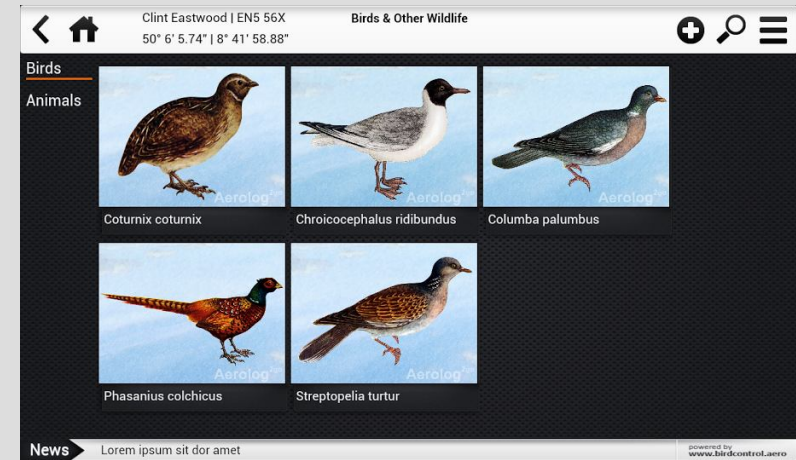 Clint Eastwood | EN5 56X
Birds & Other Wildlife
50° 6' 5.74" | 8° 41' 58.88"
Birds
Animals
Aerolog
Aerolog
Aerolog
Coturnix coturnix
Chroicocephalus ridibundus
Columba palumbus
Aerolog
Aerolog
Phasanius colchicus
Streptopelia turtur
News
Lorem ipsum sit dor amet
powered by
www.birdcontrol.aero